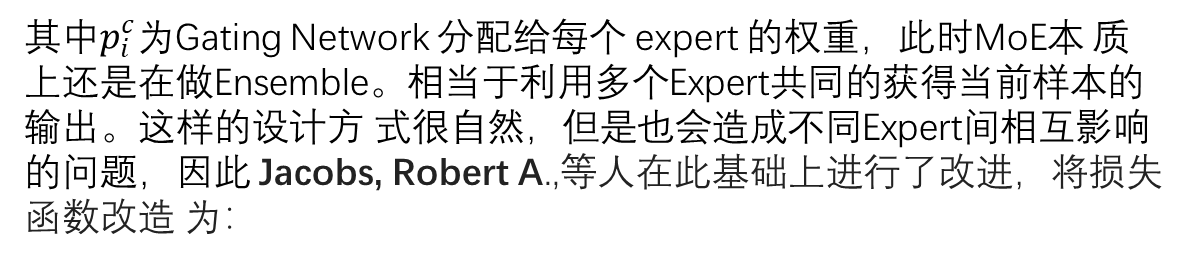 其中𝑝ᵢᶜ为Gating Network 分配给每个 expert 的权重，此时MoE本 质
上还是在做Ensemble。相当于利用多个Expert共同的获得当前样本的
输出。这样的设计方 式很自然，但是也会造成不同Expert间相互影响
的问题，因此 Jacobs, Robert A.,等人在此基础上进行了改进，将损失
函数改造 为：